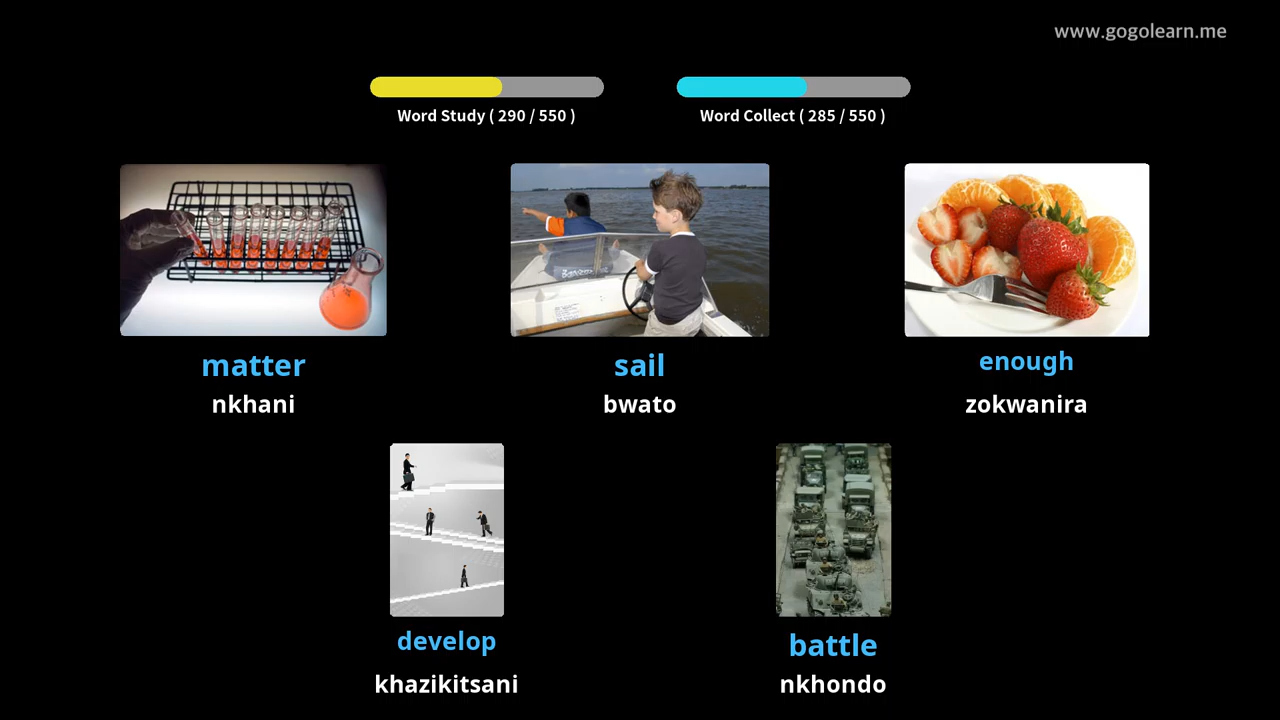 www.gogolearn.me
Word Study ( 290 / 550 )
Word Collect ( 285 / 550 )
matter
nkhani
sail
bwato
enough
zokwanira
develop
khazikitsani
battle
nkhondo